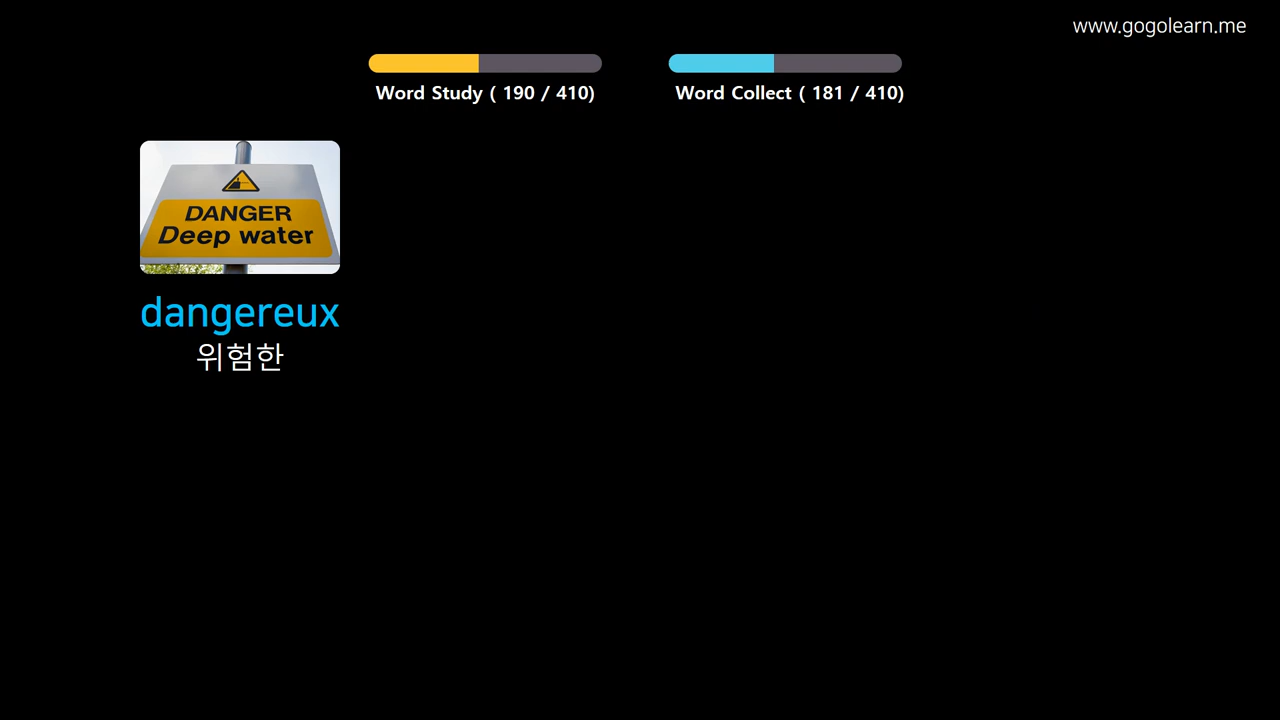 www.gogolearn.me
Word Study ( 190 / 410)
Word Collect ( 181 / 410)
DANGER
Deep water
dangereux
위험한